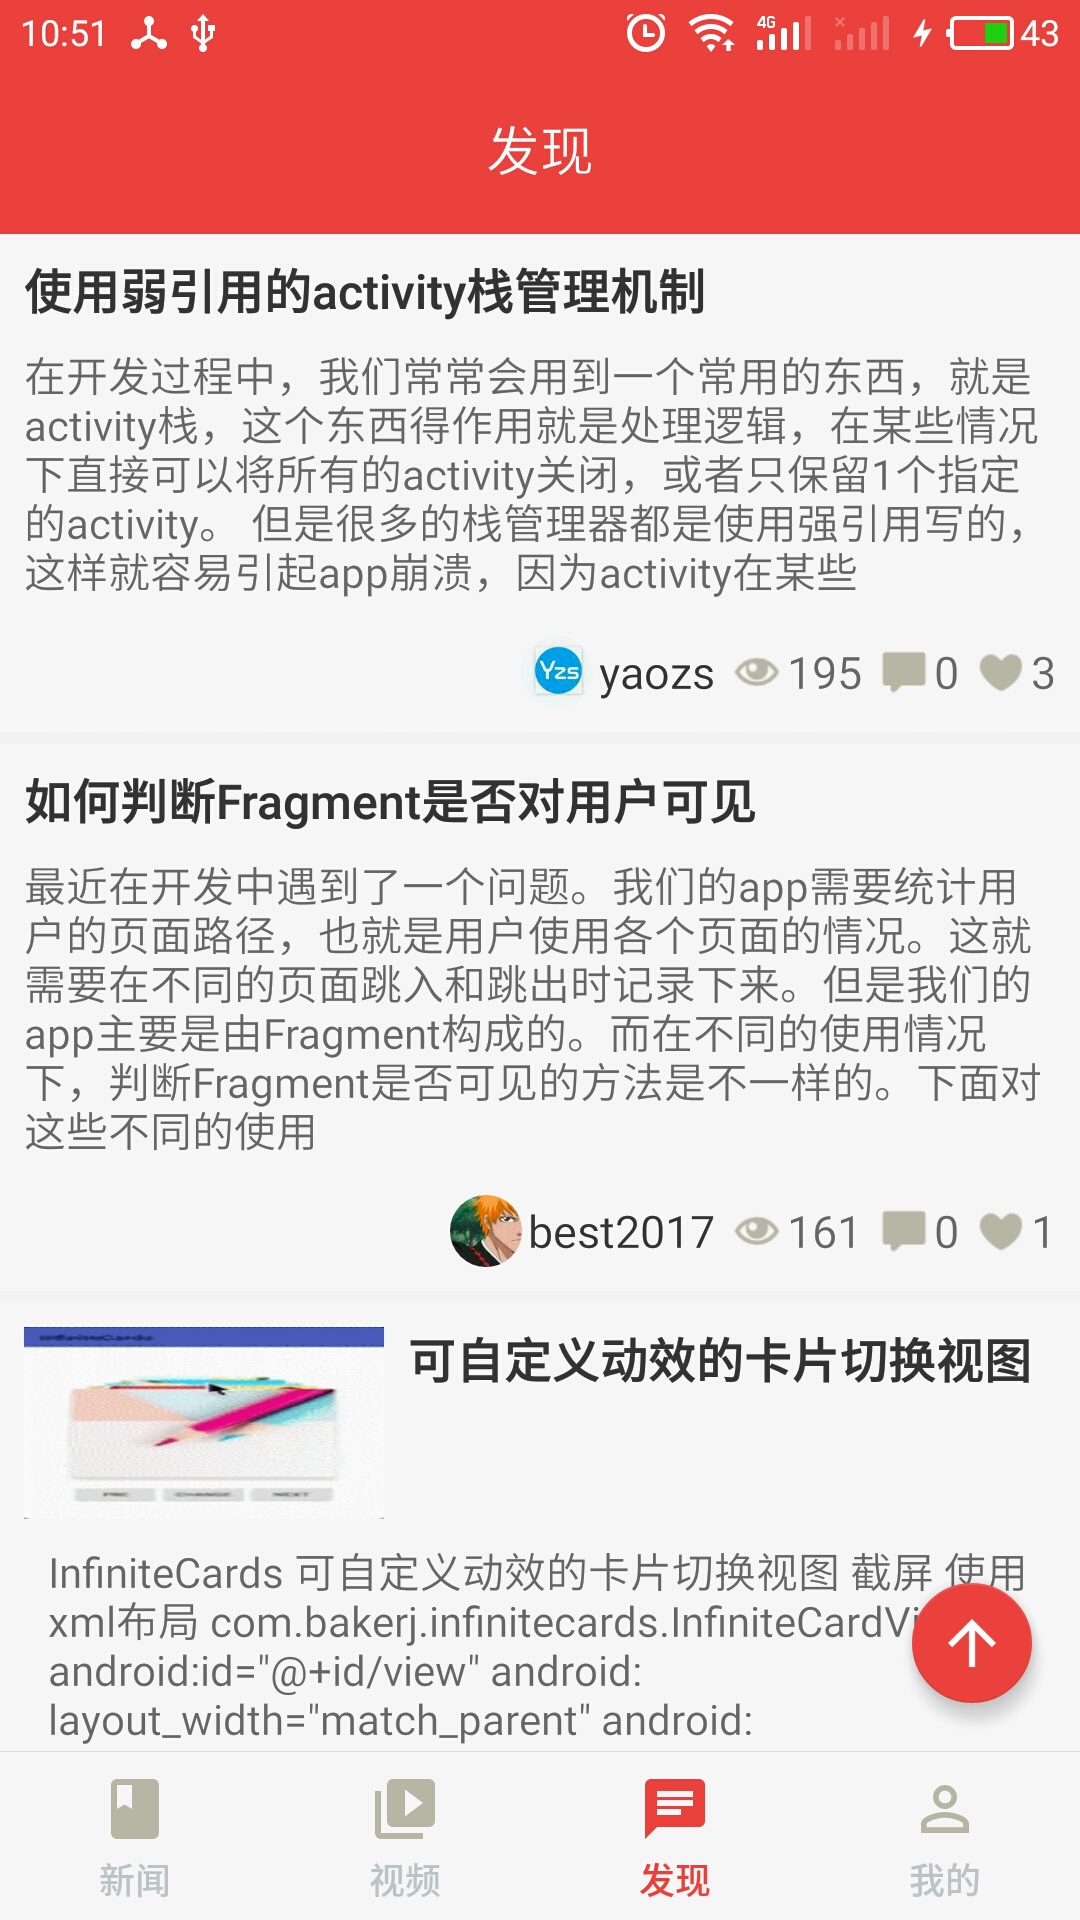 10:51
4G
43
发现
使用弱引用的activity栈管理机制
在开发过程中，我们常常会用到一个常用的东西，就是
activity栈，这个东西得作用就是处理逻辑，在某些情况
下直接可以将所有的activity关闭，或者只保留1个指定
的activity。 但是很多的栈管理器都是使用强引用写的，
这样就容易引起app崩溃，因为activity在某些
Yzs yaozs 195 0 3
如何判断Fragment是否对用户可见
最近在开发中遇到了一个问题。我们的app需要统计用
户的页面路径，也就是用户使用各个页面的情况。这就
需要在不同的页面跳入和跳出时记录下来。但是我们的
app主要是由Fragment构成的。而在不同的使用情况
下，判断Fragment是否可见的方法是不一样的。下面对
这些不同的使用
best2017 161 0 1
InfiniteCards
可自定义动效的卡片切换视图
PRE CHANGE NEXT
InfiniteCards 可自定义动效的卡片切换视图 截屏 使用
xml布局 com.bakerj.infinitecards.InfiniteCardVi
android:id="@+id/view" android:
layout_width="match_parent" android:
新闻 视频 发现 我的